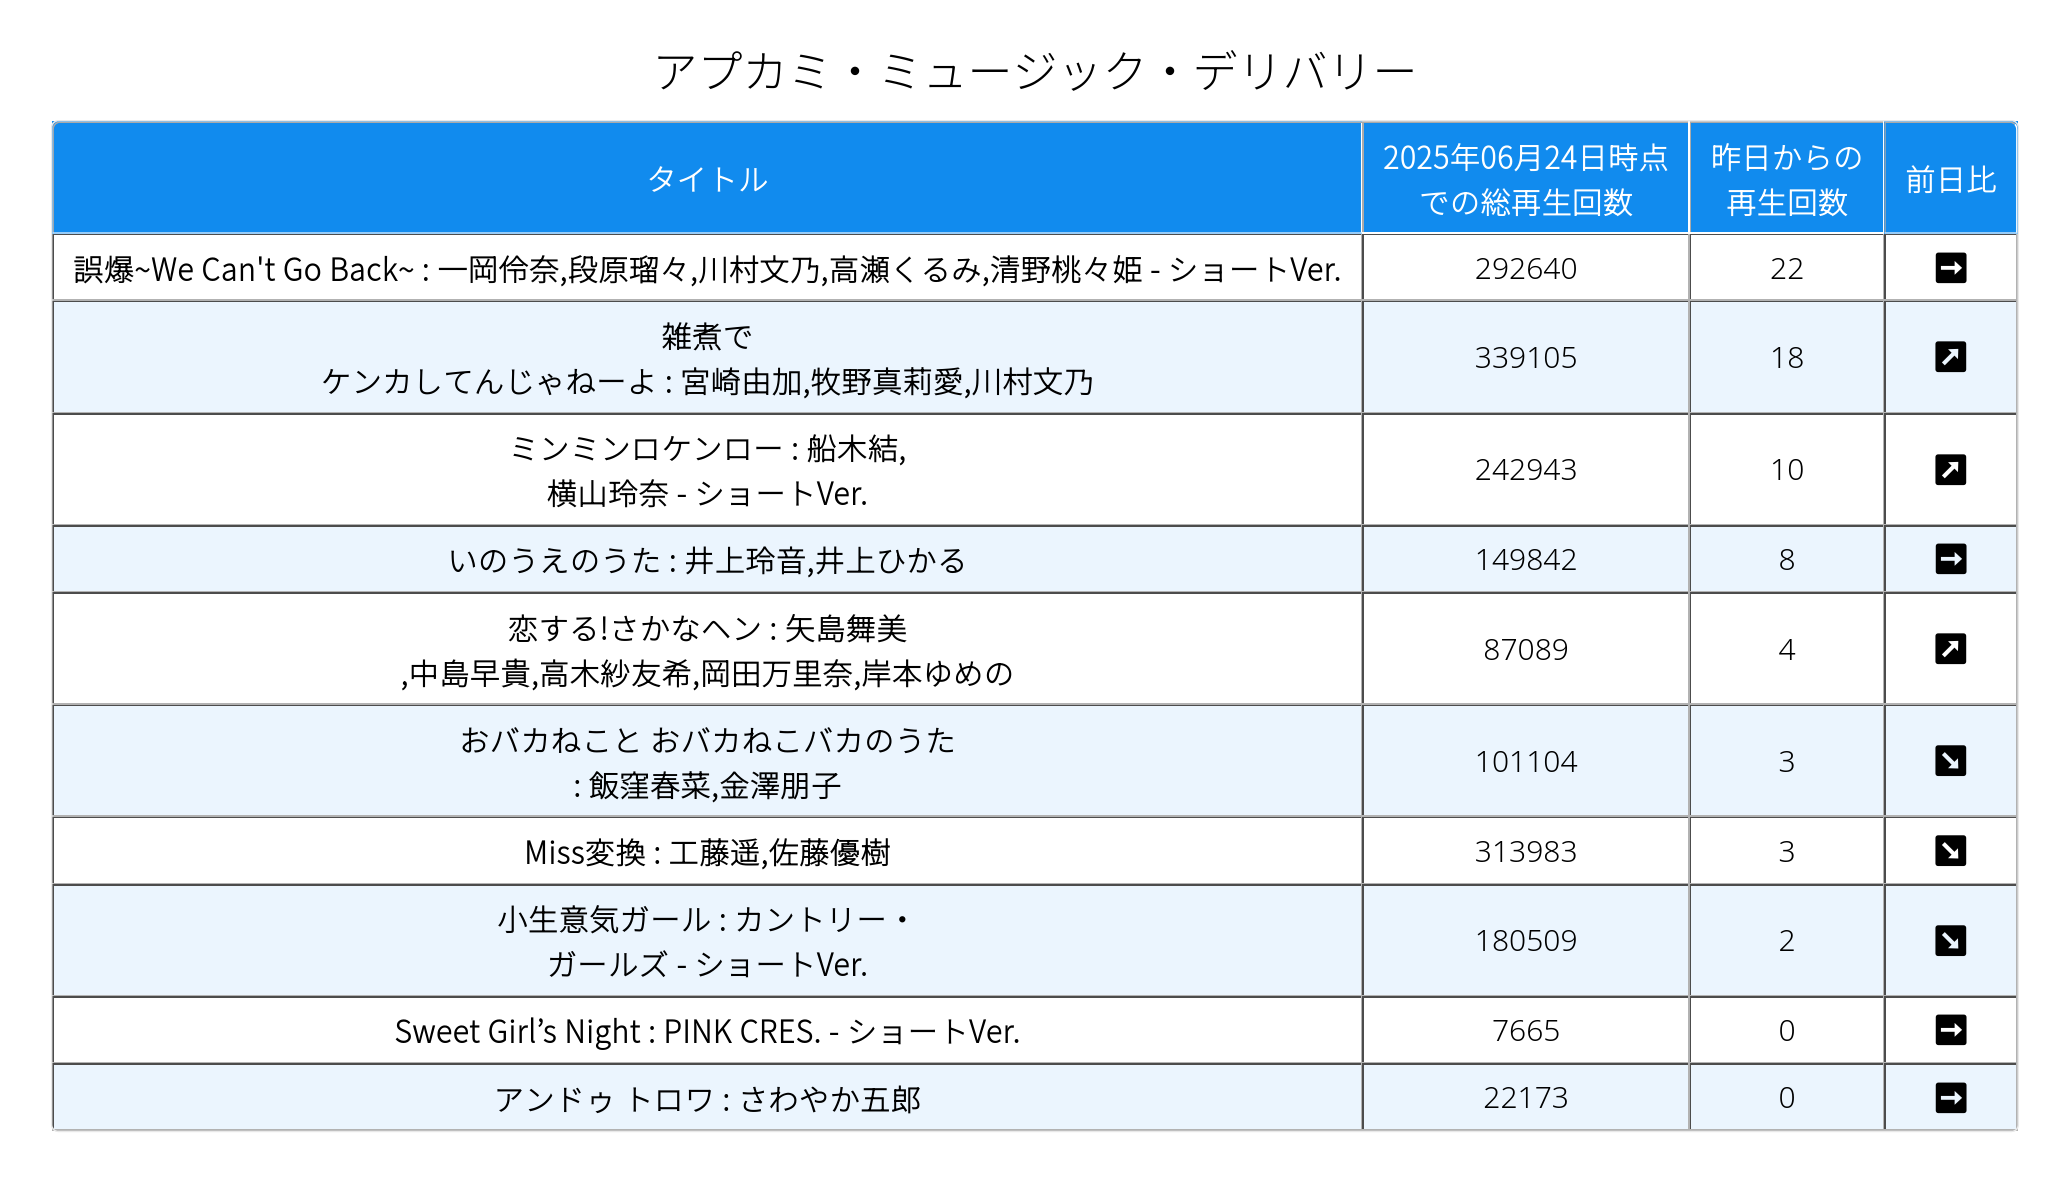 アプカミ・ミュージック・デリバリー
タイトル
2025年06月24日時点
での総再生回数
昨日からの
再生回数
前日比
誤爆~We Can't Go Back~ : 一岡伶奈,段原瑠々,川村文乃,高瀬くるみ,清野桃々姫 - ショートVer.
292640
22
➡
雑煮で
ケンカしてんじゃねーよ : 宮崎由加,牧野真莉愛,川村文乃
339105
18
↗
ミンミンロケンロー : 船木結,
横山玲奈 - ショートVer.
242943
10
↗
いのうえのうた : 井上玲音,井上ひかる
149842
8
➡
恋する!さかなヘン : 矢島舞美
,中島早貴,高木紗友希,岡田万里奈,岸本ゆめの
87089
4
↗
おバカねこと おバカねこバカのうた
: 飯窪春菜,金澤朋子
101104
3
↘
Miss変換 : 工藤遥,佐藤優樹
313983
3
↘
小生意気ガール : カントリー・
ガールズ - ショートVer.
180509
2
↘
Sweet Girl’s Night : PINK CRES. - ショートVer.
7665
0
➡
アンドゥ トロワ : さわやか五郎
22173
0
➡